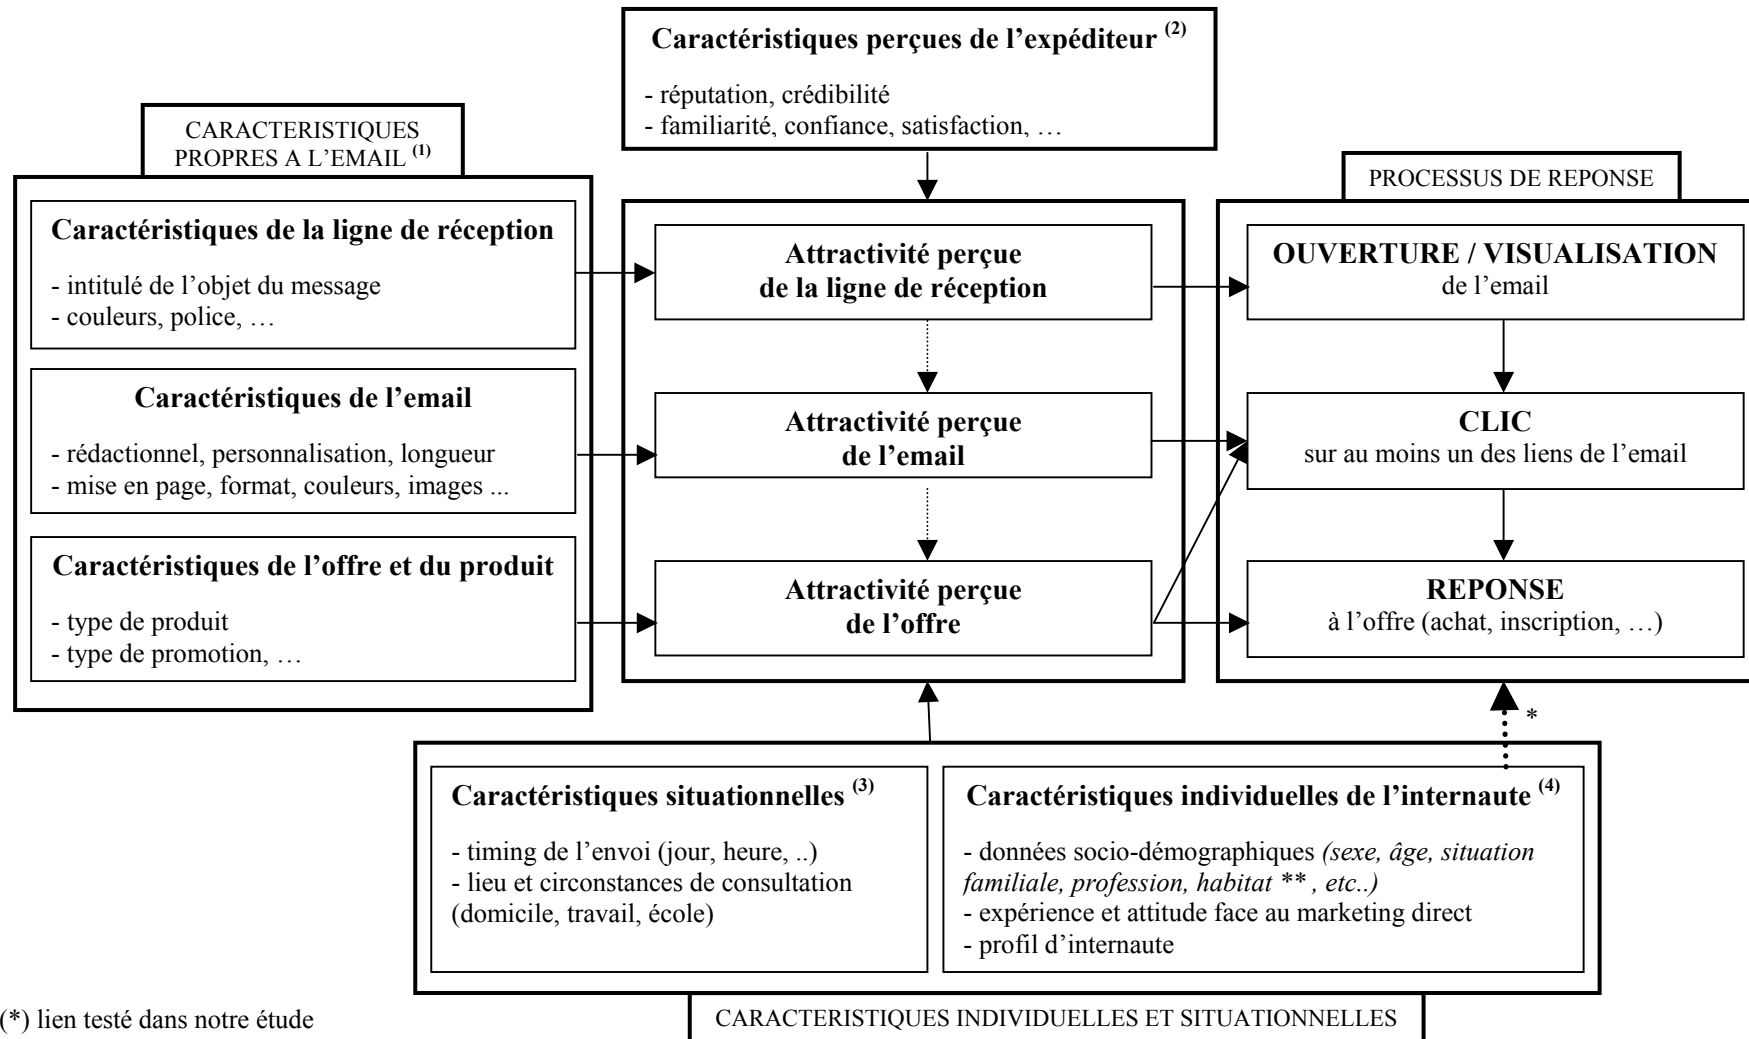 Caractéristiques perçues de l’expéditeur (2)
- réputation, crédibilité
- familiarité, confiance, satisfaction, …
CARACTERISTIQUES
PROPRES A L’EMAIL (1)
Caractéristiques de la ligne de réception
- intitulé de l’objet du message
- couleurs, police, …
Caractéristiques de l’email
- rédactionnel, personnalisation, longueur
- mise en page, format, couleurs, images ...
Caractéristiques de l’offre et du produit
- type de produit
- type de promotion, …
Attractivité perçue
de la ligne de réception
Attractivité perçue
de l’email
Attractivité perçue
de l’offre
PROCESSUS DE REPONSE
OUVERTURE / VISUALISATION
de l’email
CLIC
sur au moins un des liens de l’email
REPONSE
à l’offre (achat, inscription, …)
*
Caractéristiques situationnelles (3)
- timing de l’envoi (jour, heure, ..)
- lieu et circonstances de consultation
(domicile, travail, école)
Caractéristiques individuelles de l’internaute (4)
- données socio-démographiques (sexe, âge, situation
familiale, profession, habitat ** , etc..)
- expérience et attitude face au marketing direct
- profil d’internaute
CARACTERISTIQUES INDIVIDUELLES ET SITUATIONNELLES
(*) lien testé dans notre étude